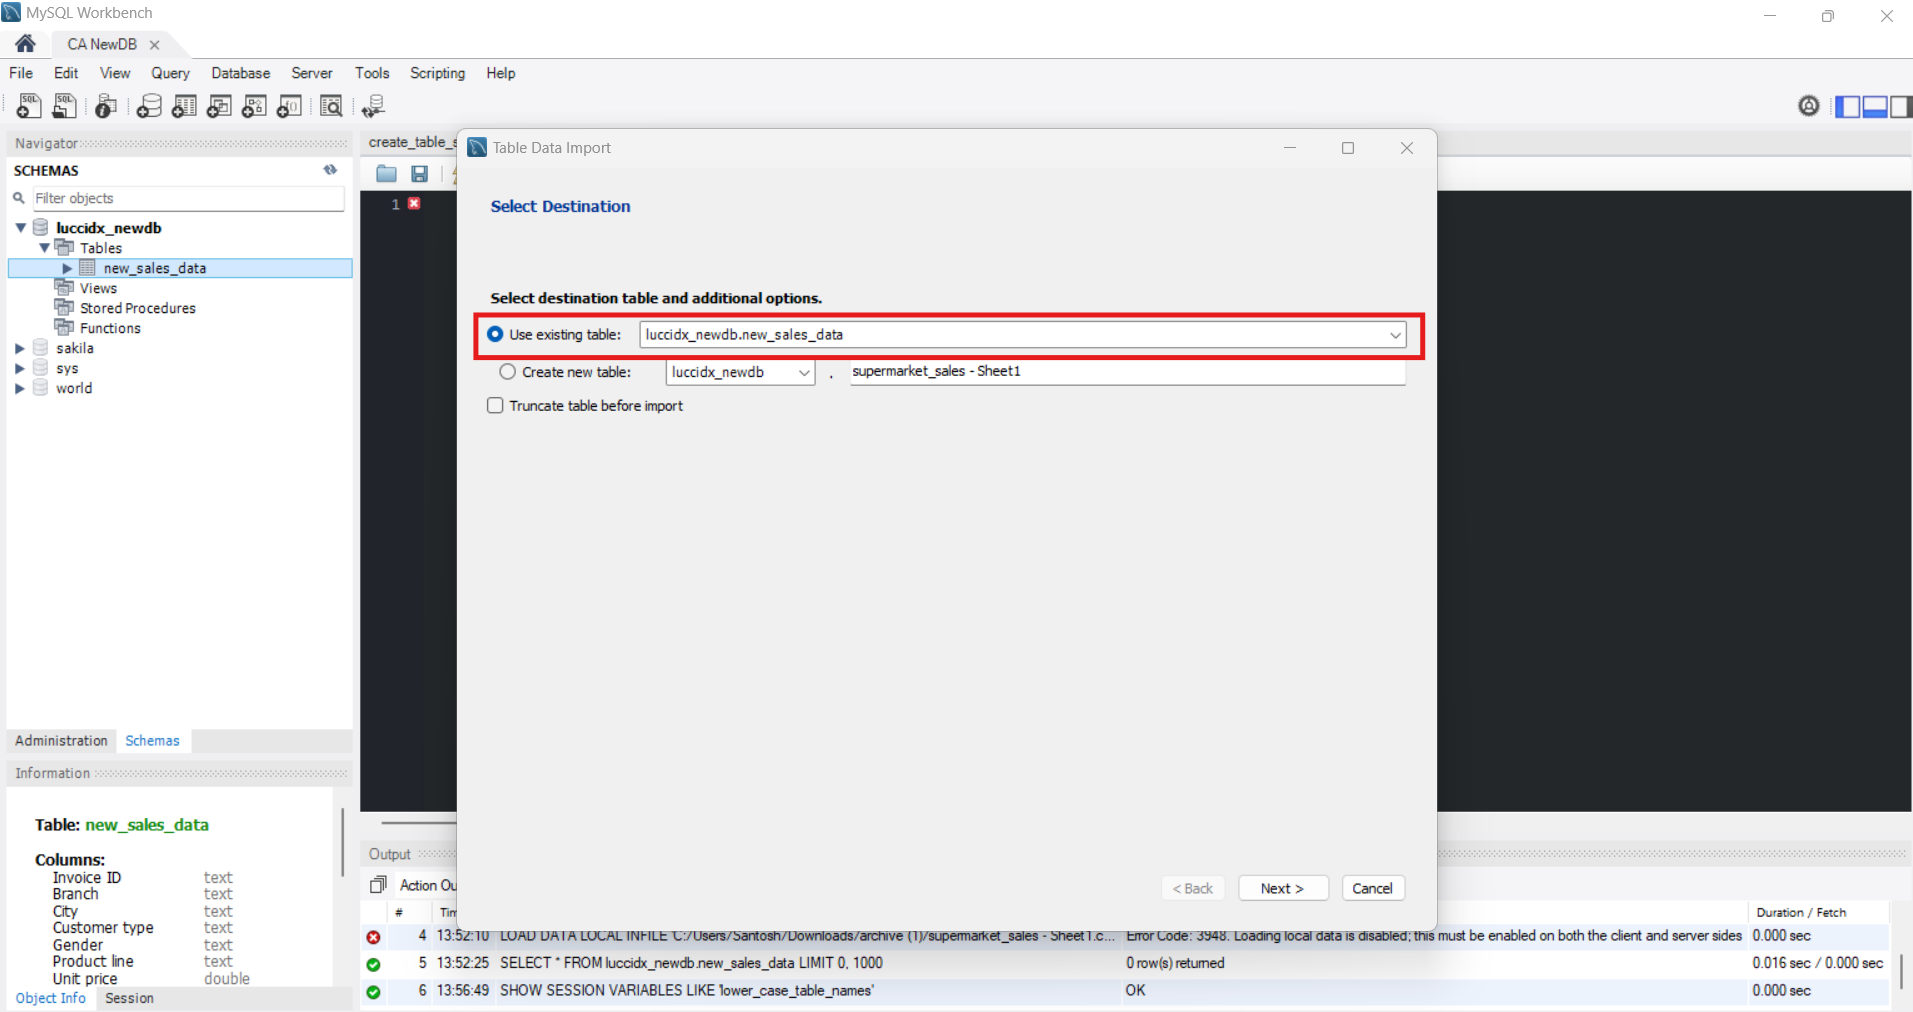 MySQL Workbench
CA NewDB
File Edit View Query Database Server Tools Scripting Help
Navigator
SCHEMAS
Filter objects
luccidx_newdb
Tables
new_sales_data
Views
Stored Procedures
Functions
sakila
sys
world
Administration Schemas
Information
Table: new_sales_data
Columns:
Invoice ID text
Branch text
City text
Customer type text
Gender text
Product line text
Unit price double
Object Info Session
create_table_s
1
Table Data Import
Select Destination
Select destination table and additional options.
Use existing table: luccidx_newdb.new_sales_data
Create new table: luccidx_newdb . supermarket_sales - Sheet1
Truncate table before import
< Back Next > Cancel
Output
Action Ou
# Tim Duration / Fetch
4 13:52:10 LOAD DATA LOCAL INFILE 'C:/Users/Santosh/Downloads/archive (1)/supermarket_sales - Sheet1.c... Error Code: 3948. Loading local data is disabled; this must be enabled on both the client and server sides 0.000 sec
5 13:52:25 SELECT * FROM luccidx_newdb.new_sales_data LIMIT 0, 1000 0 row(s) returned 0.016 sec / 0.000 sec
6 13:56:49 SHOW SESSION VARIABLES LIKE 'lower_case_table_names' OK 0.000 sec